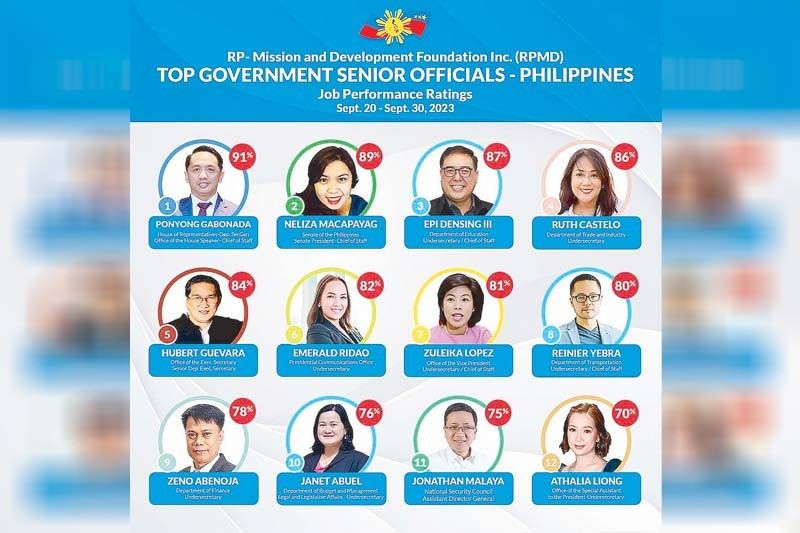 RP- Mission and Development Foundation Inc. (RPMD)
TOP GOVERNMENT SENIOR OFFICIALS - PHILIPPINES
Job Performance Ratings
Sept. 20 - Sept. 30, 2023
91%
1
PONYONG GABONADA
House of Representatives-Dep. SecGen
Office of the House Speaker- Chief of Staff
89%
2
NELIZA MACAPAYAG
Senate of the Philippines
Senate President- Chief of Staff
87%
3
EPI DENSING III
Department of Education
Undersecretary / Chief of Staff
86%
4
RUTH CASTELO
Department of Trade and Industry
Undersecretary
84%
5
HUBERT GUEVARA
Office of the Exec. Secretary
Senior Dep. Exec. Secretary
82%
6
EMERALD RIDAO
Presidential Communications Office
Undersecretary
81%
7
ZULEIKA LOPEZ
Office of the Vice President
Undersecretary / Chief of Staff
80%
8
REINIER YEBRA
Department of Transportation
Undersecretary / Chief of Staff
78%
9
ZENO ABENOJA
Department of Finance
Undersecretary
76%
10
JANET ABUEL
Department of Budget and Management
Legal and Legislative Affairs - Undersecretary
75%
11
JONATHAN MALAYA
National Security Council
Assistant Director General
70%
12
ATHALIA LIONG
Office of the Special Assistant
to the President-Undersecretary